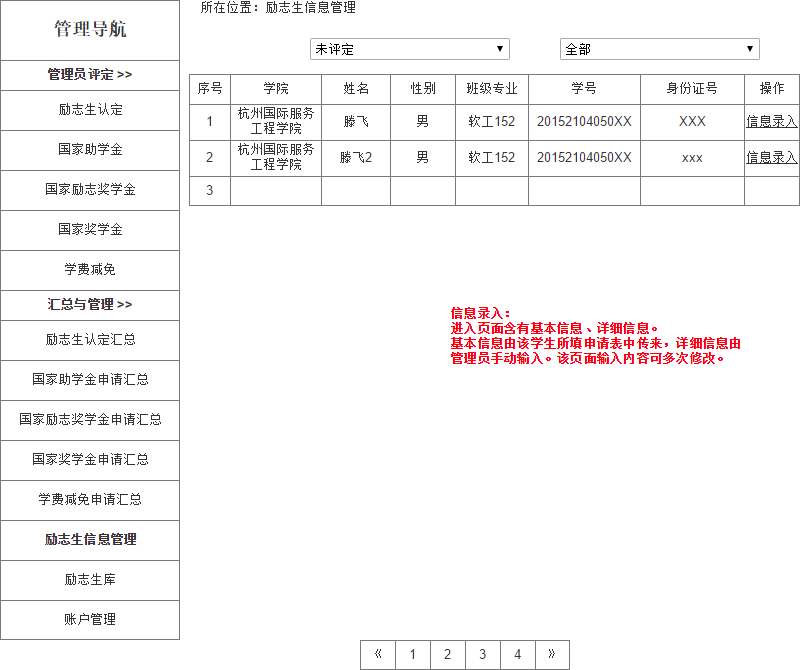 管理导航
管理员评定 >>
励志生认定
国家助学金
国家励志奖学金
国家奖学金
学费减免
汇总与管理 >>
励志生认定汇总
国家助学金申请汇总
国家励志奖学金申请汇总
国家奖学金申请汇总
学费减免申请汇总
励志生信息管理
励志生库
账户管理
所在位置：励志生信息管理
未评定 ▼ 全部 ▼
序号 学院 姓名 性别 班级专业 学号 身份证号 操作
1 杭州国际服务
工程学院 滕飞 男 软工152 20152104050XX XXX 信息录入
2 杭州国际服务
工程学院 滕飞2 男 软工152 20152104050XX xxx 信息录入
3
信息录入：
进入页面含有基本信息、详细信息。
基本信息由该学生所填申请表中传来，详细信息由
管理员手动输入。该页面输入内容可多次修改。
《 1 2 3 4 》